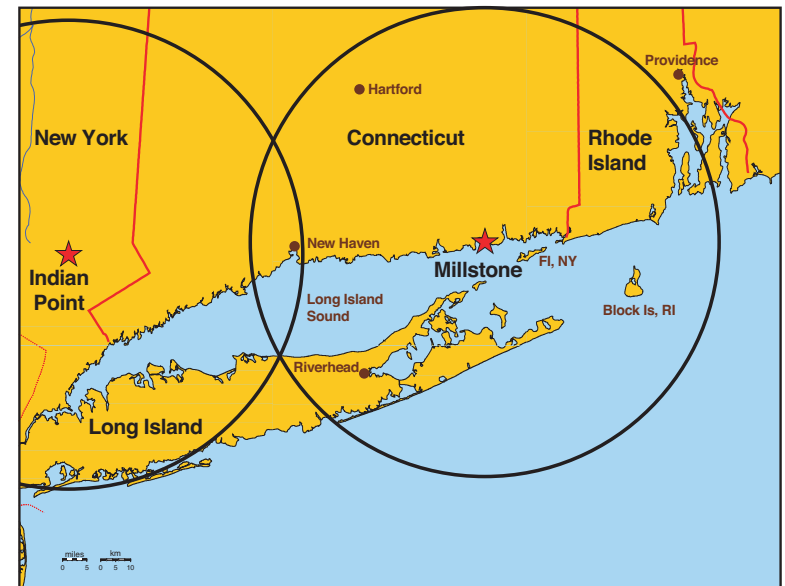 Providence
Hartford
New York
Connecticut
Rhode
Island
New Haven
Indian
Point
Millstone
FI, NY
Long Island
Sound
Block Is, RI
Riverhead
Long Island
miles
km
0 5 0 5 10